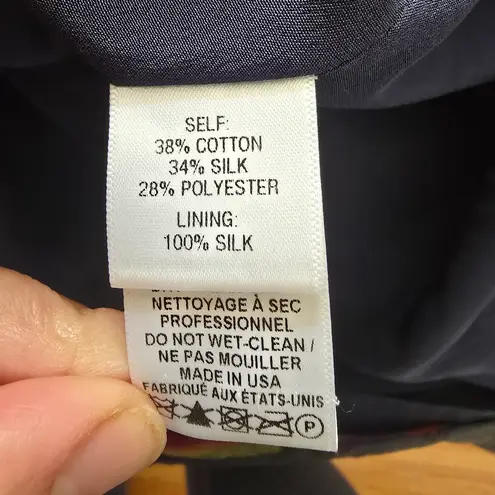 SELF:
38% COTTON
34% SILK
28% POLYESTER
LINING:
100% SILK
NETTOYAGE À SEC
PROFESSIONNEL
DO NOT WET-CLEAN /
NE PAS MOUILLER
MADE IN USA
FABRIQUÉ AUX ÉTATS-UNIS
P